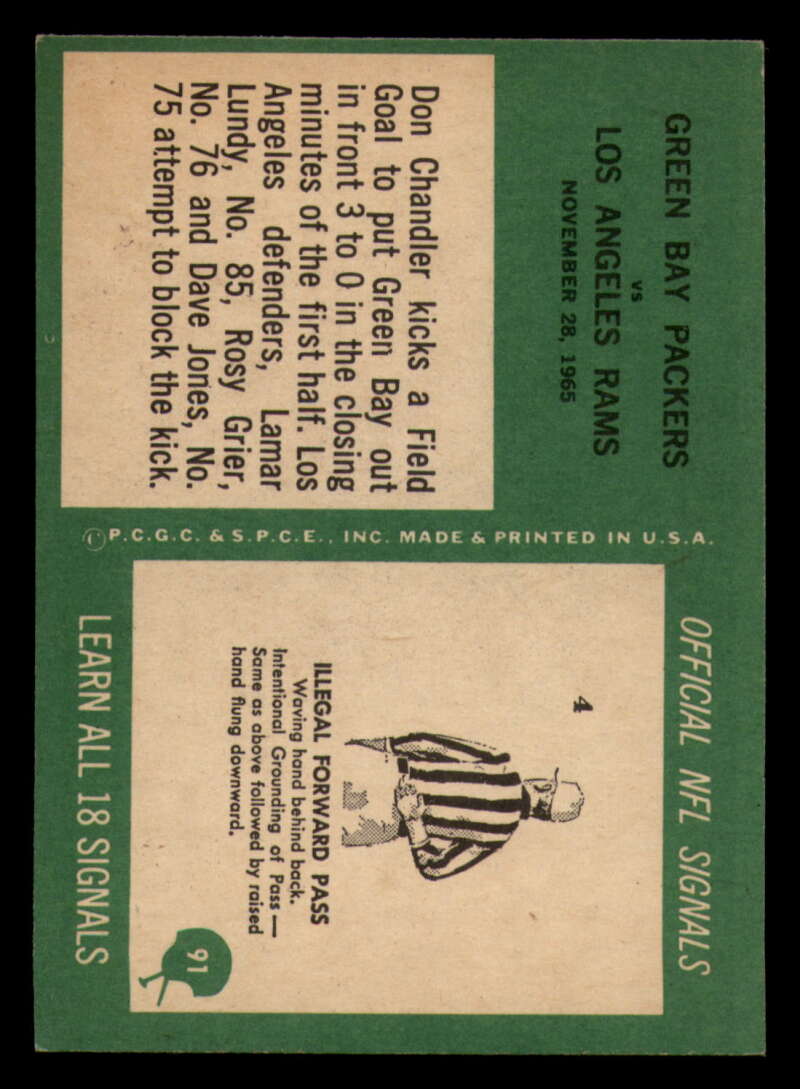 GREEN BAY PACKERS
vs
LOS ANGELES RAMS
NOVEMBER 28, 1965
Don Chandler kicks a Field
Goal to put Green Bay out
in front 3 to 0 in the closing
minutes of the first half. Los
Angeles defenders, Lamar
Lundy, No. 85, Rosy Grier,
No. 76 and Dave Jones, No.
75 attempt to block the kick.
© P.C.G.C. & S.P.C.E., INC. MADE & PRINTED IN U.S.A.
OFFICIAL NFL SIGNALS
4
ILLEGAL FORWARD PASS
Waving hand behind back.
Intentional Grounding of Pass—
Same as above followed by raised
hand flung downward.
91
LEARN ALL 18 SIGNALS